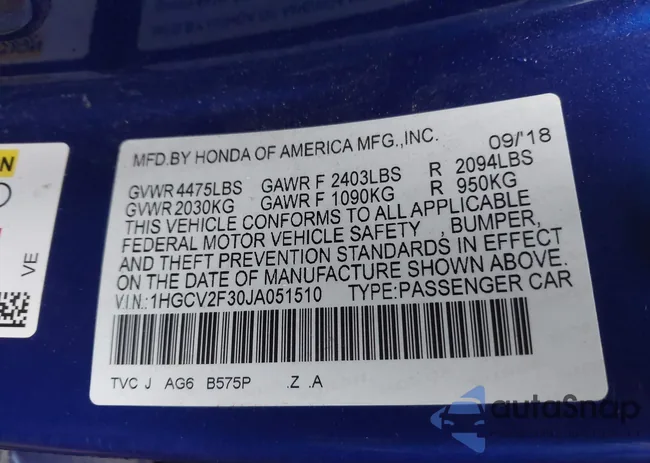 MFD.BY HONDA OF AMERICA MFG.,INC. 09/'18
GVWR 4475LBS GAWR F 2403LBS R 2094LBS
GVWR 2030KG GAWR F 1090KG R 950KG
THIS VEHICLE CONFORMS TO ALL APPLICABLE
FEDERAL MOTOR VEHICLE SAFETY , BUMPER,
AND THEFT PREVENTION STANDARDS IN EFFECT
ON THE DATE OF MANUFACTURE SHOWN ABOVE.
V.I.N.: 1HGCV2F30JA051510 TYPE:PASSENGER CAR
TVC J AG6 B575P .Z .A
VE
autoSnap